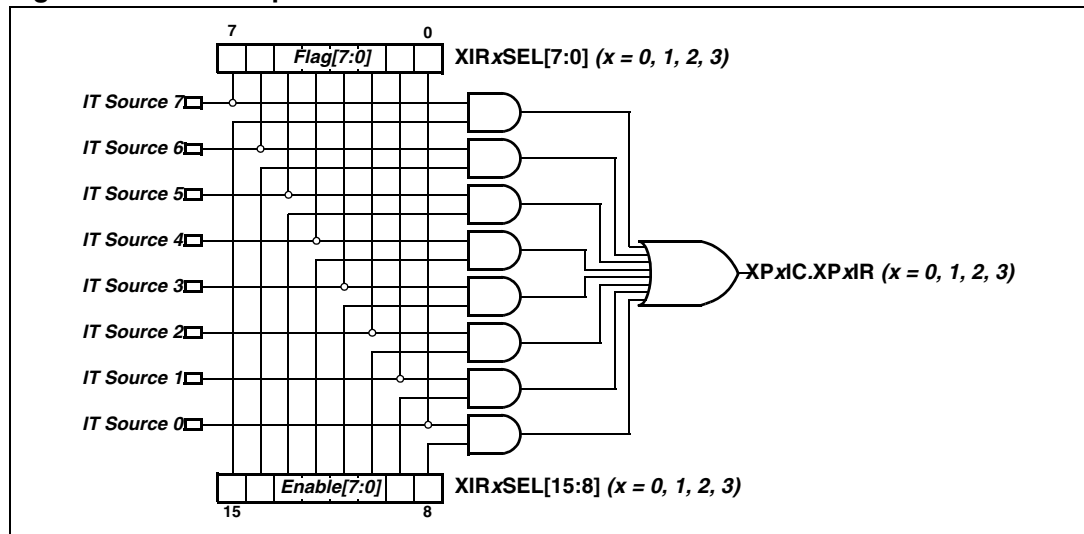 7 0
Flag[7:0] XIRxSEL[7:0] (x = 0, 1, 2, 3)
IT Source 7
IT Source 6
IT Source 5
IT Source 4
IT Source 3
IT Source 2
IT Source 1
IT Source 0
XPxIC.XPxIR (x = 0, 1, 2, 3)
Enable[7:0] XIRxSEL[15:8] (x = 0, 1, 2, 3)
15 8